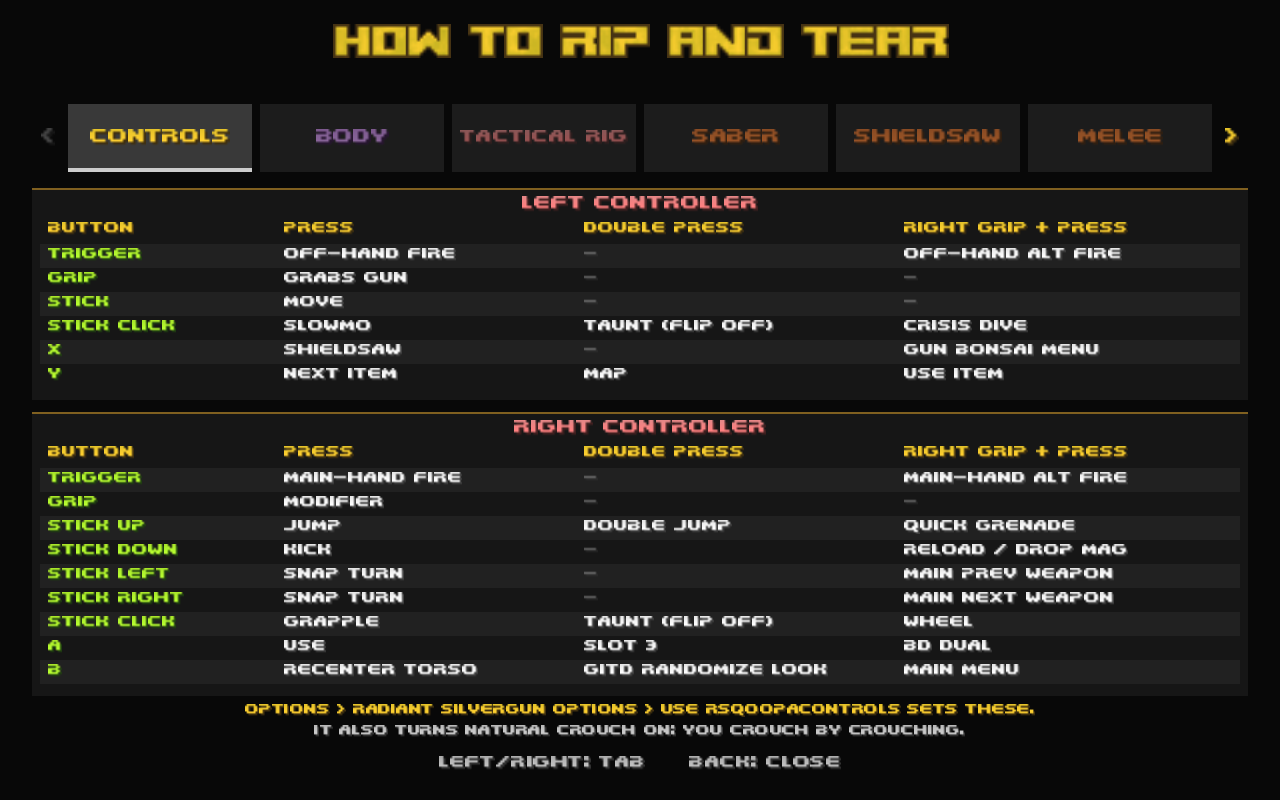 HOW TO RIP AND TEAR
< CONTROLS BODY TACTICAL RIG SABER SHIELDSAW MELEE >
LEFT CONTROLLER
BUTTON PRESS DOUBLE PRESS RIGHT GRIP + PRESS
TRIGGER OFF-HAND FIRE - OFF-HAND ALT FIRE
GRIP GRABS GUN - -
STICK MOVE - -
STICK CLICK SLOWMO TAUNT (FLIP OFF) CRISIS DIVE
X SHIELDSAW - GUN BONSAI MENU
Y NEXT ITEM MAP USE ITEM
RIGHT CONTROLLER
BUTTON PRESS DOUBLE PRESS RIGHT GRIP + PRESS
TRIGGER MAIN-HAND FIRE - MAIN-HAND ALT FIRE
GRIP MODIFIER - -
STICK UP JUMP DOUBLE JUMP QUICK GRENADE
STICK DOWN KICK - RELOAD / DROP MAG
STICK LEFT SNAP TURN - MAIN PREV WEAPON
STICK RIGHT SNAP TURN - MAIN NEXT WEAPON
STICK CLICK GRAPPLE TAUNT (FLIP OFF) WHEEL
A USE SLOT 3 BD DUAL
B RECENTER TORSO GITD RANDOMIZE LOOK MAIN MENU
OPTIONS > RADIANT SILVERGUN OPTIONS > USE RSQOOPACONTROLS SETS THESE.
IT ALSO TURNS NATURAL CROUCH ON: YOU CROUCH BY CROUCHING.
LEFT/RIGHT: TAB BACK: CLOSE